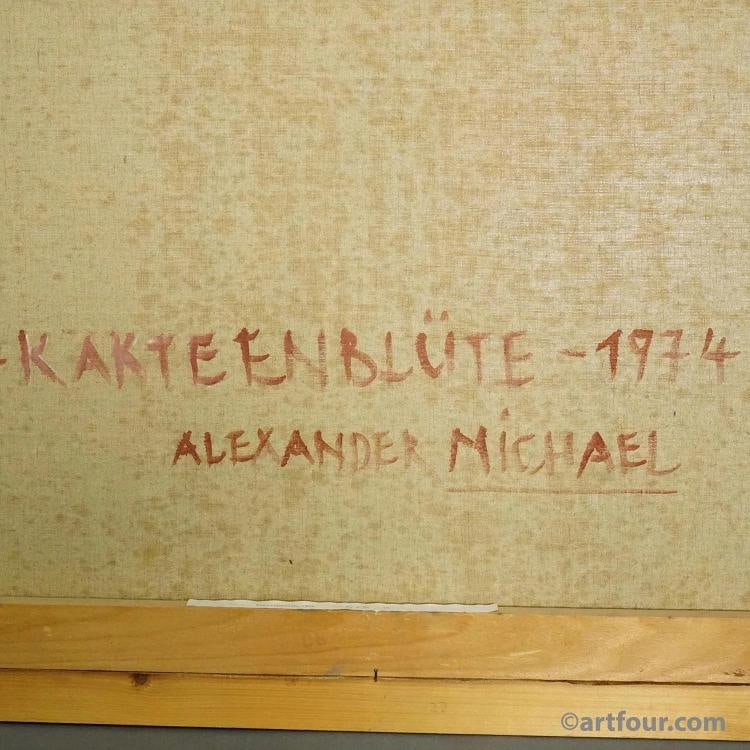 - KAKTEENBLÜTE - 1974
ALEXANDER MICHAEL
©artfour.com